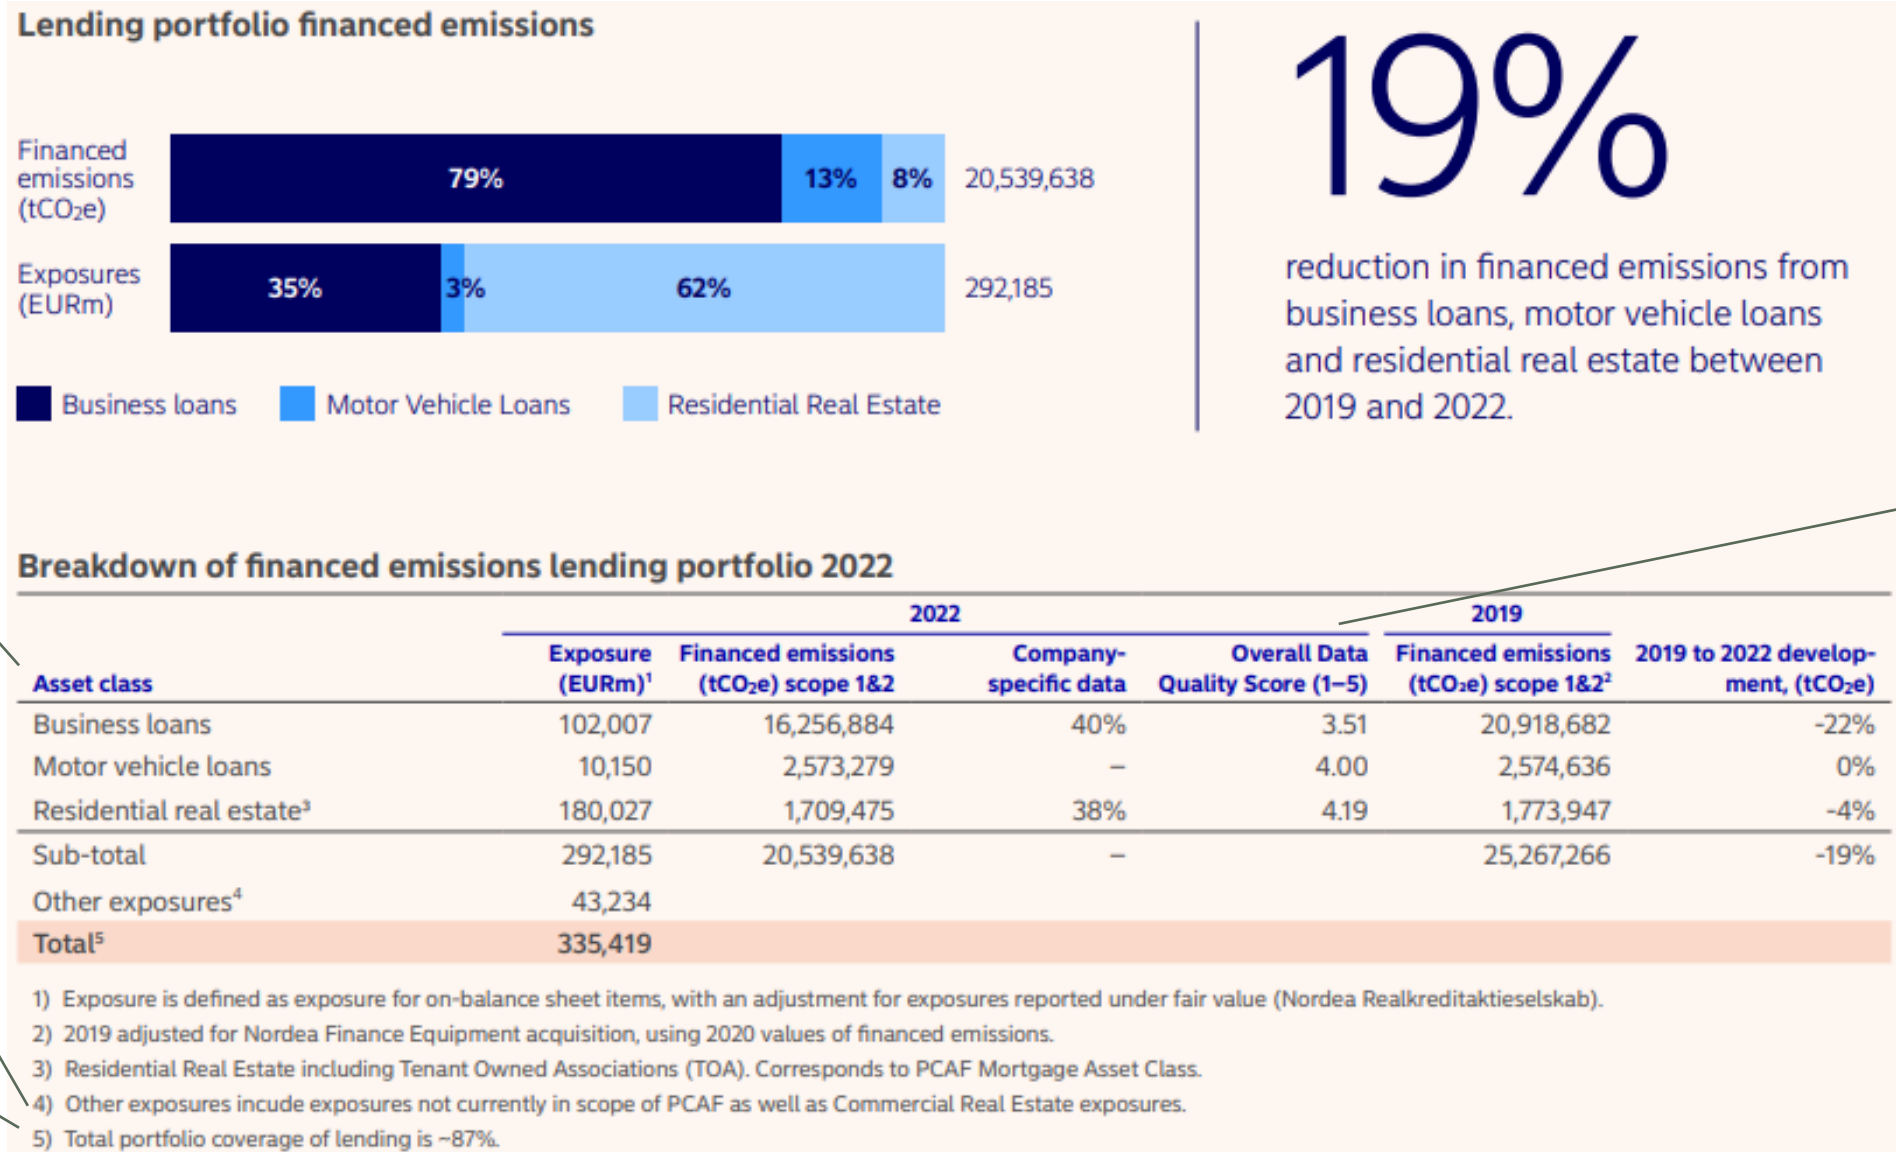 Lending portfolio financed emissions
Financed
emissions
(tCO₂e)
79%
13%
8%
20,539,638
Exposures
(EURm)
35%
3%
62%
292,185
Business loans
Motor Vehicle Loans
Residential Real Estate
19%
reduction in financed emissions from
business loans, motor vehicle loans
and residential real estate between
2019 and 2022.
Breakdown of financed emissions lending portfolio 2022
2022 2019
Exposure Financed emissions Company- Overall Data Financed emissions 2019 to 2022 develop-
Asset class (EURm)¹ (tCO₂e) scope 1&2 specific data Quality Score (1–5) (tCO₂e) scope 1&2² ment, (tCO₂e)
Business loans 102,007 16,256,884 40% 3.51 20,918,682 -22%
Motor vehicle loans 10,150 2,573,279 – 4.00 2,574,636 0%
Residential real estate³ 180,027 1,709,475 38% 4.19 1,773,947 -4%
Sub-total 292,185 20,539,638 – 25,267,266 -19%
Other exposures⁴ 43,234
Total⁵ 335,419
1) Exposure is defined as exposure for on-balance sheet items, with an adjustment for exposures reported under fair value (Nordea Realkreditaktieselskab).
2) 2019 adjusted for Nordea Finance Equipment acquisition, using 2020 values of financed emissions.
3) Residential Real Estate including Tenant Owned Associations (TOA). Corresponds to PCAF Mortgage Asset Class.
4) Other exposures incude exposures not currently in scope of PCAF as well as Commercial Real Estate exposures.
5) Total portfolio coverage of lending is ~87%.